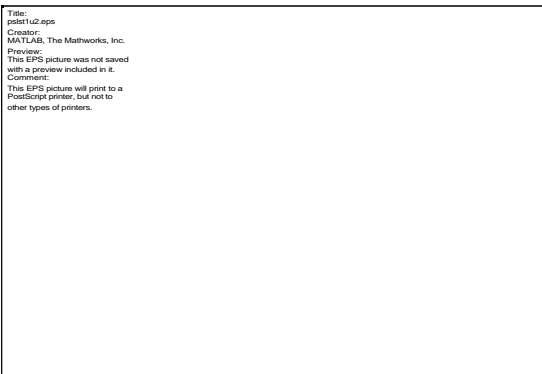 Title:
pslst1u2.eps
Creator:
MATLAB, The Mathworks, Inc.
Preview:
This EPS picture was not saved
with a preview included in it.
Comment:
This EPS picture will print to a
PostScript printer, but not to
other types of printers.